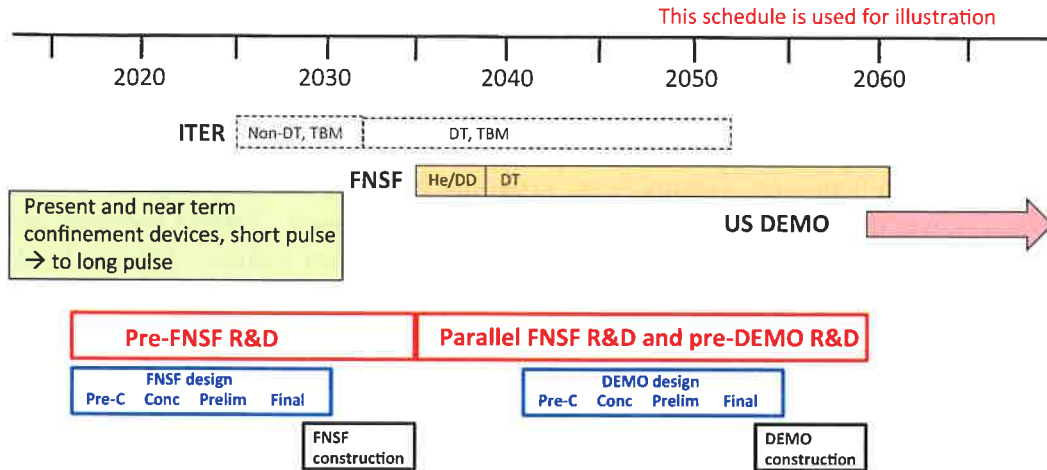 This schedule is used for illustration
2020 2030 2040 2050 2060
ITER Non-DT, TBM DT, TBM
FNSF He/DD DT
Present and near term
confinement devices, short pulse
→ to long pulse
US DEMO
Pre-FNSF R&D Parallel FNSF R&D and pre-DEMO R&D
FNSF design DEMO design
Pre-C Conc Prelim Final Pre-C Conc Prelim Final
FNSF DEMO
construction construction